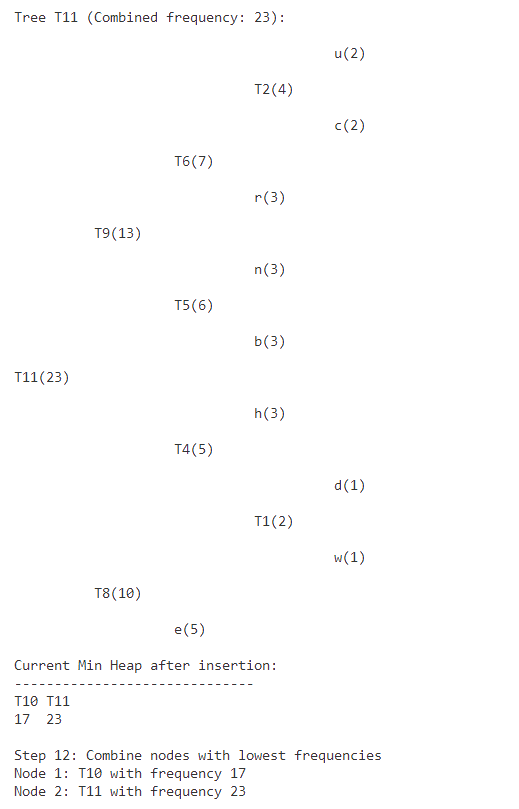 Tree T11 (Combined frequency: 23):
u(2)
T2(4)
c(2)
T6(7)
r(3)
T9(13)
n(3)
T5(6)
b(3)
T11(23)
h(3)
T4(5)
d(1)
T1(2)
w(1)
T8(10)
e(5)
Current Min Heap after insertion:
------------------------------
T10 T11
17  23
Step 12: Combine nodes with lowest frequencies
Node 1: T10 with frequency 17
Node 2: T11 with frequency 23